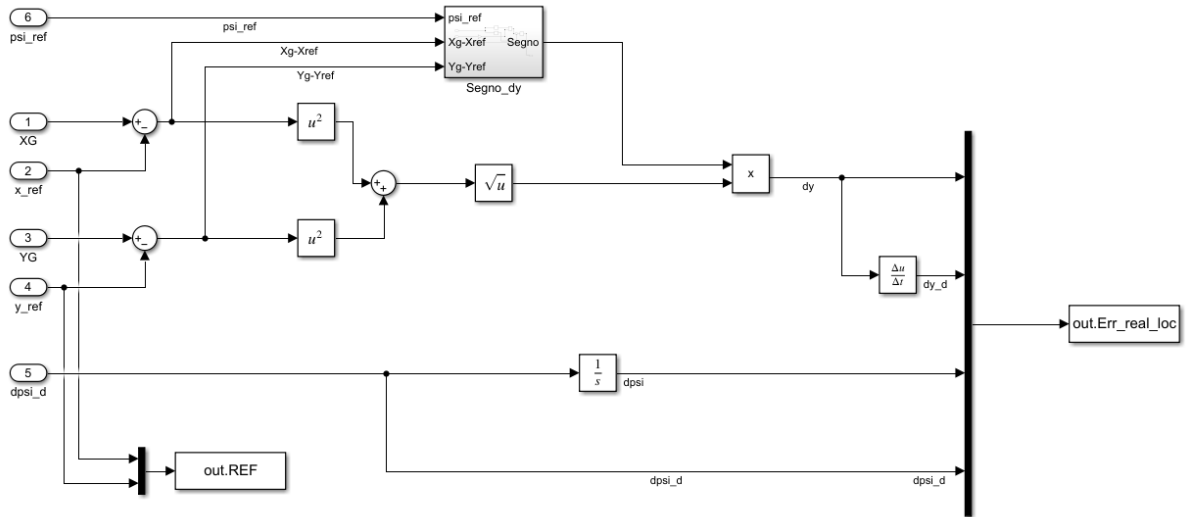 6
psi_ref
psi_ref
psi_ref
Xg-Xref
Yg-Yref
Segno
Segno_dy
Xg-Xref
Yg-Yref
1
XG
+
−
u²
2
x_ref
+
+
√u
x
dy
3
YG
+
−
u²
4
y_ref
Δu
Δt
dy_d
out.Err_real_loc
5
dpsi_d
1
s
dpsi
out.REF
dpsi_d
dpsi_d